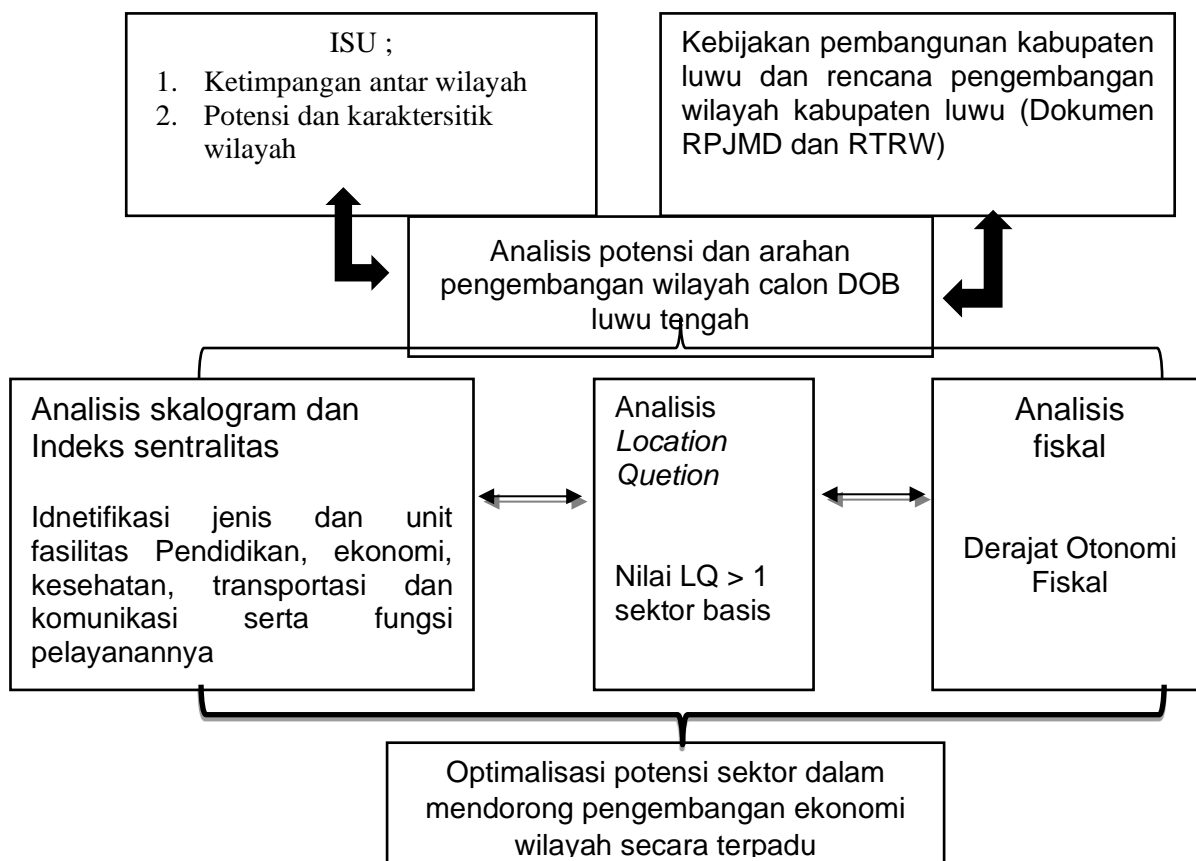 ISU ;
1. Ketimpangan antar wilayah
2. Potensi dan karaktersitik
wilayah
Kebijakan pembangunan kabupaten
luwu dan rencana pengembangan
wilayah kabupaten luwu (Dokumen
RPJMD dan RTRW)
Analisis potensi dan arahan
pengembangan wilayah calon DOB
luwu tengah
Analisis skalogram dan
Indeks sentralitas
Idnetifikasi jenis dan unit
fasilitas Pendidikan, ekonomi,
kesehatan, transportasi dan
komunikasi serta fungsi
pelayanannya
Analisis
Location
Quetion
Nilai LQ > 1
sektor basis
Analisis
fiskal
Derajat Otonomi
Fiskal
Optimalisasi potensi sektor dalam
mendorong pengembangan ekonomi
wilayah secara terpadu